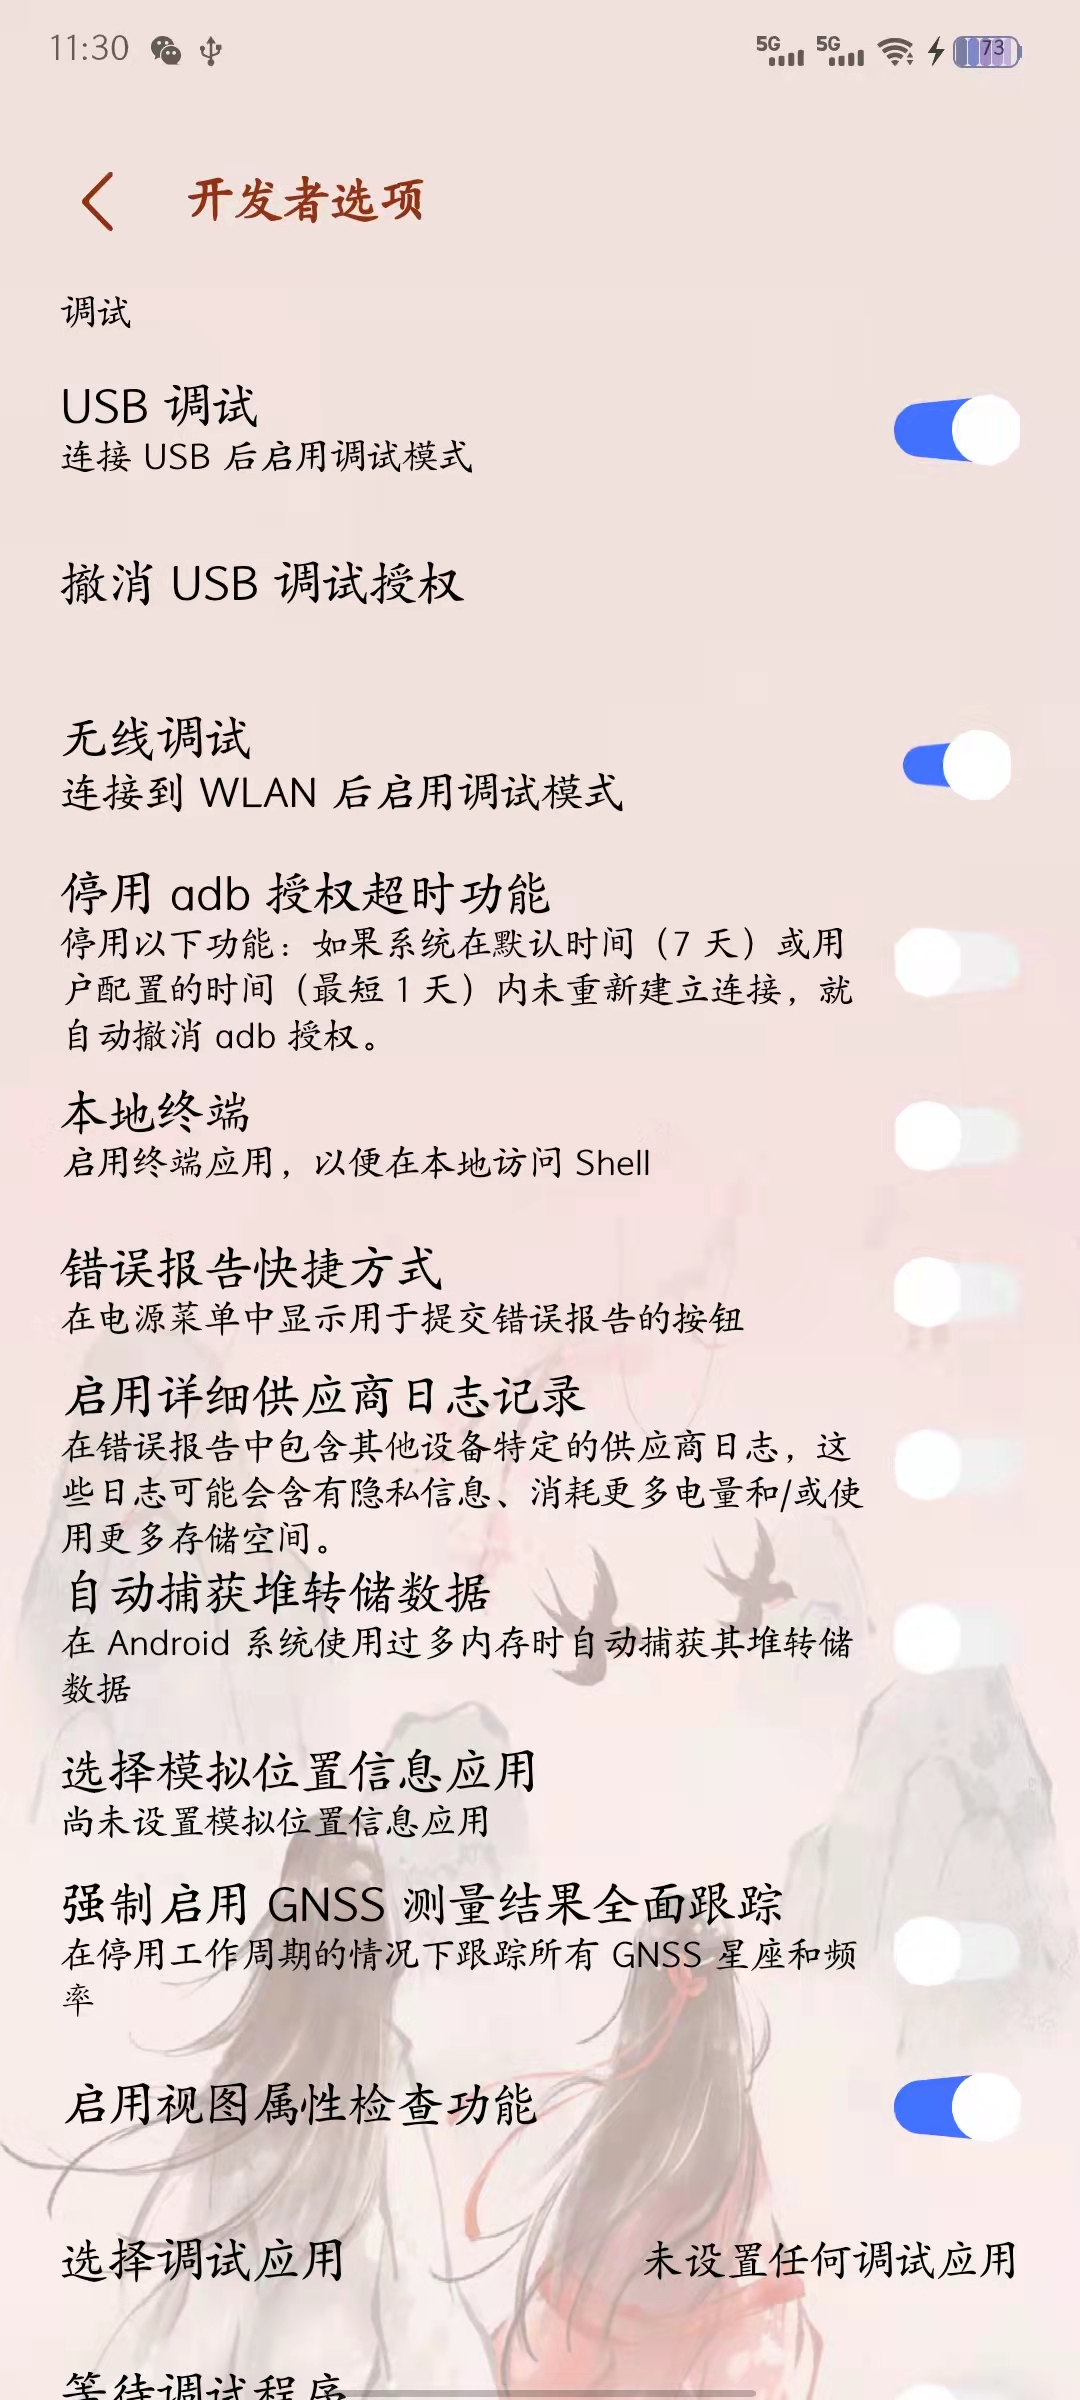 11:30
5G 5G 73
开发者选项
调试
USB 调试
连接 USB 后启用调试模式
撤消 USB 调试授权
无线调试
连接到 WLAN 后启用调试模式
停用 adb 授权超时功能
停用以下功能：如果系统在默认时间（7 天）或用
户配置的时间（最短 1 天）内未重新建立连接，就
自动撤消 adb 授权。
本地终端
启用终端应用，以便在本地访问 Shell
错误报告快捷方式
在电源菜单中显示用于提交错误报告的按钮
启用详细供应商日志记录
在错误报告中包含其他设备特定的供应商日志，这
些日志可能会含有隐私信息、消耗更多电量和/或使
用更多存储空间。
自动捕获堆转储数据
在 Android 系统使用过多内存时自动捕获其堆转储
数据
选择模拟位置信息应用
尚未设置模拟位置信息应用
强制启用 GNSS 测量结果全面跟踪
在停用工作周期的情况下跟踪所有 GNSS 星座和频
率
启用视图属性检查功能
选择调试应用 未设置任何调试应用
等待调试程序